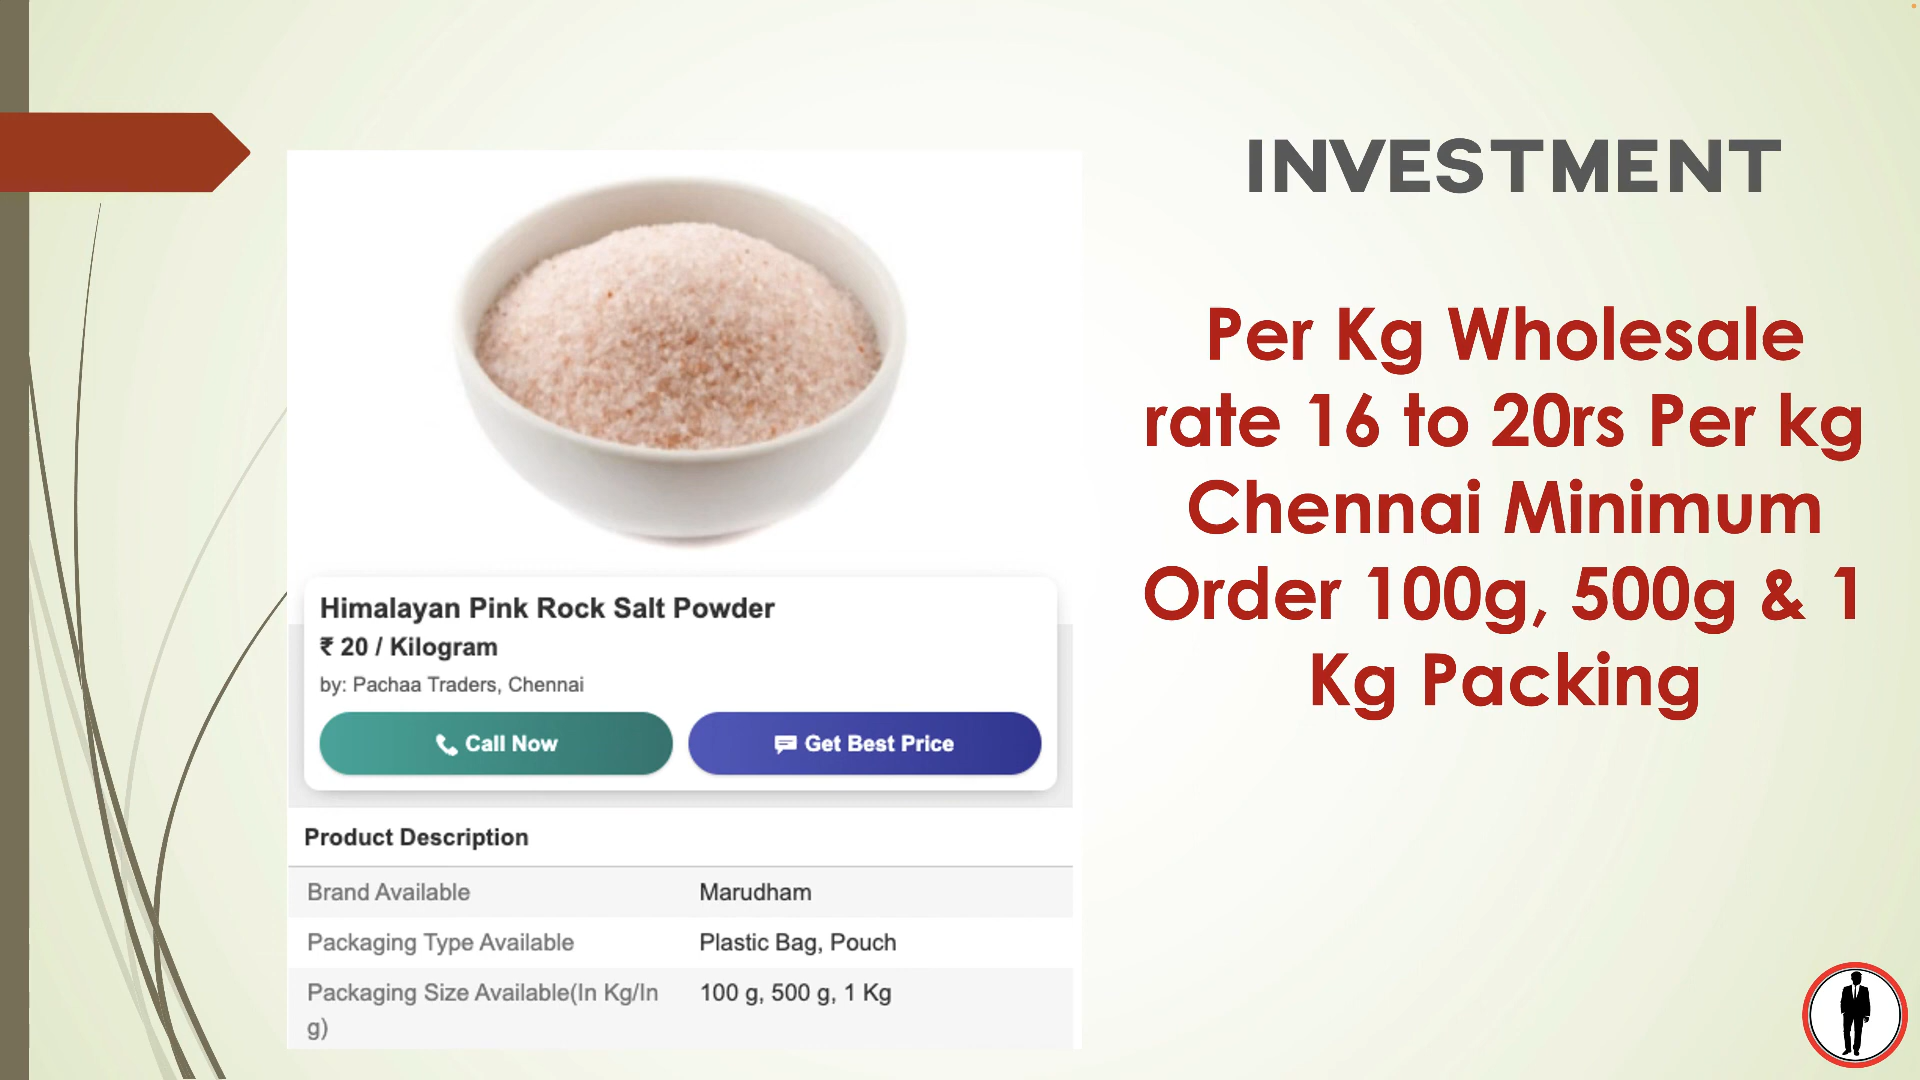 INVESTMENT
Per Kg Wholesale
rate 16 to 20rs Per kg
Chennai Minimum
Order 100g, 500g & 1
Kg Packing
Himalayan Pink Rock Salt Powder
₹ 20 / Kilogram
by: Pachaa Traders, Chennai
Call Now
Get Best Price
Product Description
Brand Available Marudham
Packaging Type Available Plastic Bag, Pouch
Packaging Size Available(In Kg/In 100 g, 500 g, 1 Kg
g)